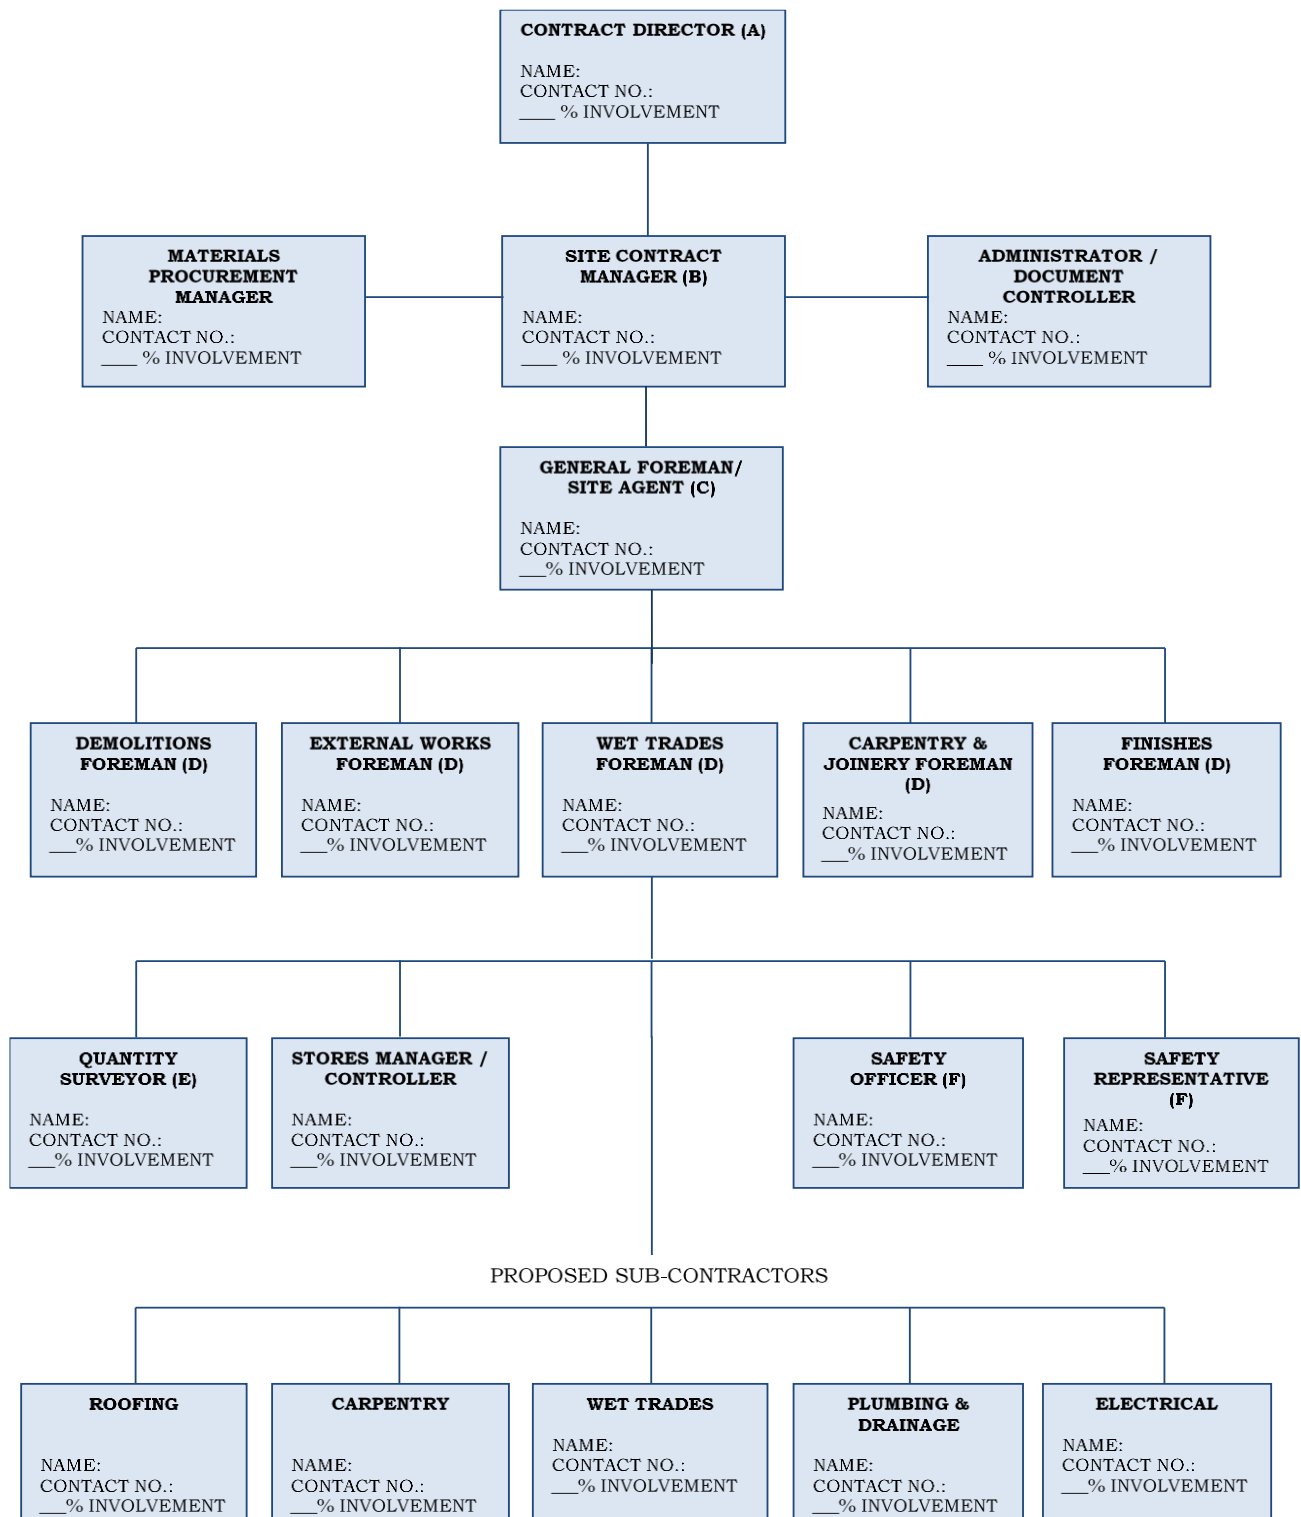 CONTRACT DIRECTOR (A)
NAME:
CONTACT NO.:
____ % INVOLVEMENT
MATERIALS
PROCUREMENT
MANAGER
NAME:
CONTACT NO.:
____ % INVOLVEMENT
SITE CONTRACT
MANAGER (B)
NAME:
CONTACT NO.:
____ % INVOLVEMENT
ADMINISTRATOR /
DOCUMENT
CONTROLLER
NAME:
CONTACT NO.:
____ % INVOLVEMENT
GENERAL FOREMAN/
SITE AGENT (C)
NAME:
CONTACT NO.:
___% INVOLVEMENT
DEMOLITIONS
FOREMAN (D)
NAME:
CONTACT NO.:
___% INVOLVEMENT
EXTERNAL WORKS
FOREMAN (D)
NAME:
CONTACT NO.:
___% INVOLVEMENT
WET TRADES
FOREMAN (D)
NAME:
CONTACT NO.:
___% INVOLVEMENT
CARPENTRY &
JOINERY FOREMAN
(D)
NAME:
CONTACT NO.:
___% INVOLVEMENT
FINISHES
FOREMAN (D)
NAME:
CONTACT NO.:
___% INVOLVEMENT
QUANTITY
SURVEYOR (E)
NAME:
CONTACT NO.:
___% INVOLVEMENT
STORES MANAGER /
CONTROLLER
NAME:
CONTACT NO.:
___% INVOLVEMENT
SAFETY
OFFICER (F)
NAME:
CONTACT NO.:
___% INVOLVEMENT
SAFETY
REPRESENTATIVE
(F)
NAME:
CONTACT NO.:
___% INVOLVEMENT
PROPOSED SUB-CONTRACTORS
ROOFING
NAME:
CONTACT NO.:
___% INVOLVEMENT
CARPENTRY
NAME:
CONTACT NO.:
___% INVOLVEMENT
WET TRADES
NAME:
CONTACT NO.:
___% INVOLVEMENT
PLUMBING &
DRAINAGE
NAME:
CONTACT NO.:
___% INVOLVEMENT
ELECTRICAL
NAME:
CONTACT NO.:
___% INVOLVEMENT